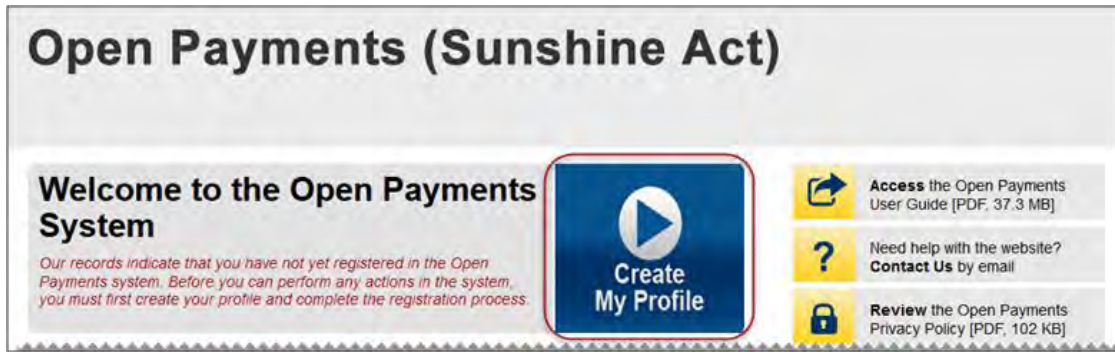 Open Payments (Sunshine Act)
Welcome to the Open Payments
System
Our records indicate that you have not yet registered in the Open
Payments system. Before you can perform any actions in the system,
you must first create your profile and complete the registration process.
Create
My Profile
Access the Open Payments
User Guide [PDF, 37.3 MB]
?
Need help with the website?
Contact Us by email
Review the Open Payments
Privacy Policy [PDF, 102 KB]